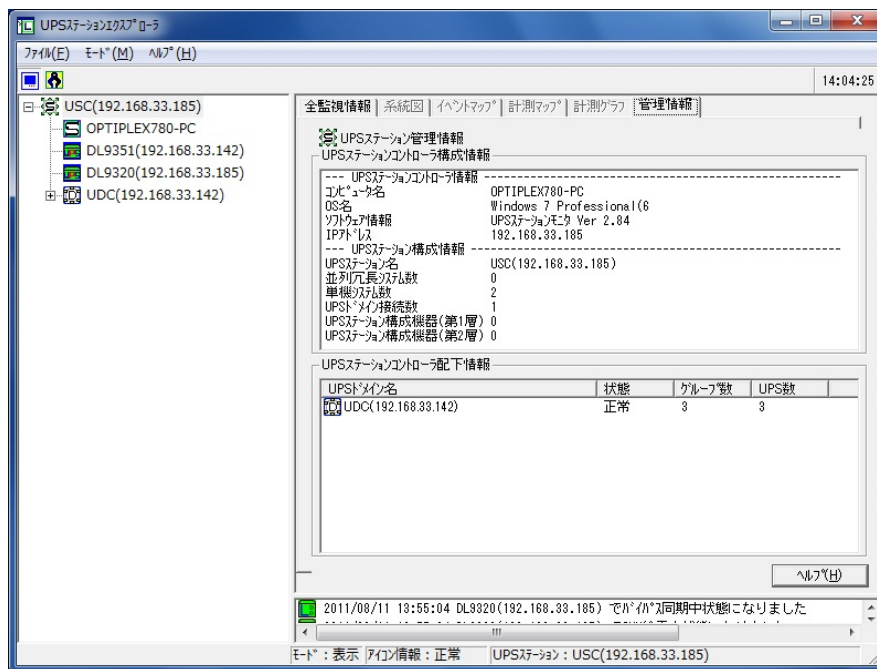 UPSｽﾃｰｼｮﾝｴｸｽﾌﾟﾛｰﾗ
ﾌｧｲﾙ(F) ﾓｰﾄﾞ(M) ﾍﾙﾌﾟ(H)
14:04:25
USC(192.168.33.185)
OPTIPLEX780-PC
DL9351(192.168.33.142)
DL9320(192.168.33.185)
UDC(192.168.33.142)
全監視情報 系統図 ｲﾍﾞﾝﾄﾏｯﾌﾟ 計測ﾏｯﾌﾟ 計測ｸﾞﾗﾌ 管理情報
UPSｽﾃｰｼｮﾝ管理情報
UPSｽﾃｰｼｮﾝｺﾝﾄﾛｰﾗ構成情報
--- UPSｽﾃｰｼｮﾝｺﾝﾄﾛｰﾗ情報 ---
ｺﾝﾋﾟｭｰﾀ名 OPTIPLEX780-PC
OS名 Windows 7 Professional(6
ｿﾌﾄｳｪｱ情報 UPSｽﾃｰｼｮﾝﾓﾆﾀ Ver 2.84
IPｱﾄﾞﾚｽ 192.168.33.185
--- UPSｽﾃｰｼｮﾝ構成情報 ---
UPSｽﾃｰｼｮﾝ名 USC(192.168.33.185)
並列冗長ｼｽﾃﾑ数 0
単機ｼｽﾃﾑ数 2
UPSﾄﾞﾒｲﾝ接続数 1
UPSｽﾃｰｼｮﾝ構成機器(第1層) 0
UPSｽﾃｰｼｮﾝ構成機器(第2層) 0
UPSｽﾃｰｼｮﾝｺﾝﾄﾛｰﾗ配下情報
UPSﾄﾞﾒｲﾝ名 状態 ｸﾞﾙｰﾌﾟ数 UPS数
UDC(192.168.33.142) 正常 3 3
ﾍﾙﾌﾟ(H)
2011/08/11 13:55:04 DL9320(192.168.33.185) でﾊﾞｲﾊﾟｽ同期中状態になりました
ﾓｰﾄﾞ：表示 ｱｲｺﾝ情報：正常 UPSｽﾃｰｼｮﾝ：USC(192.168.33.185)